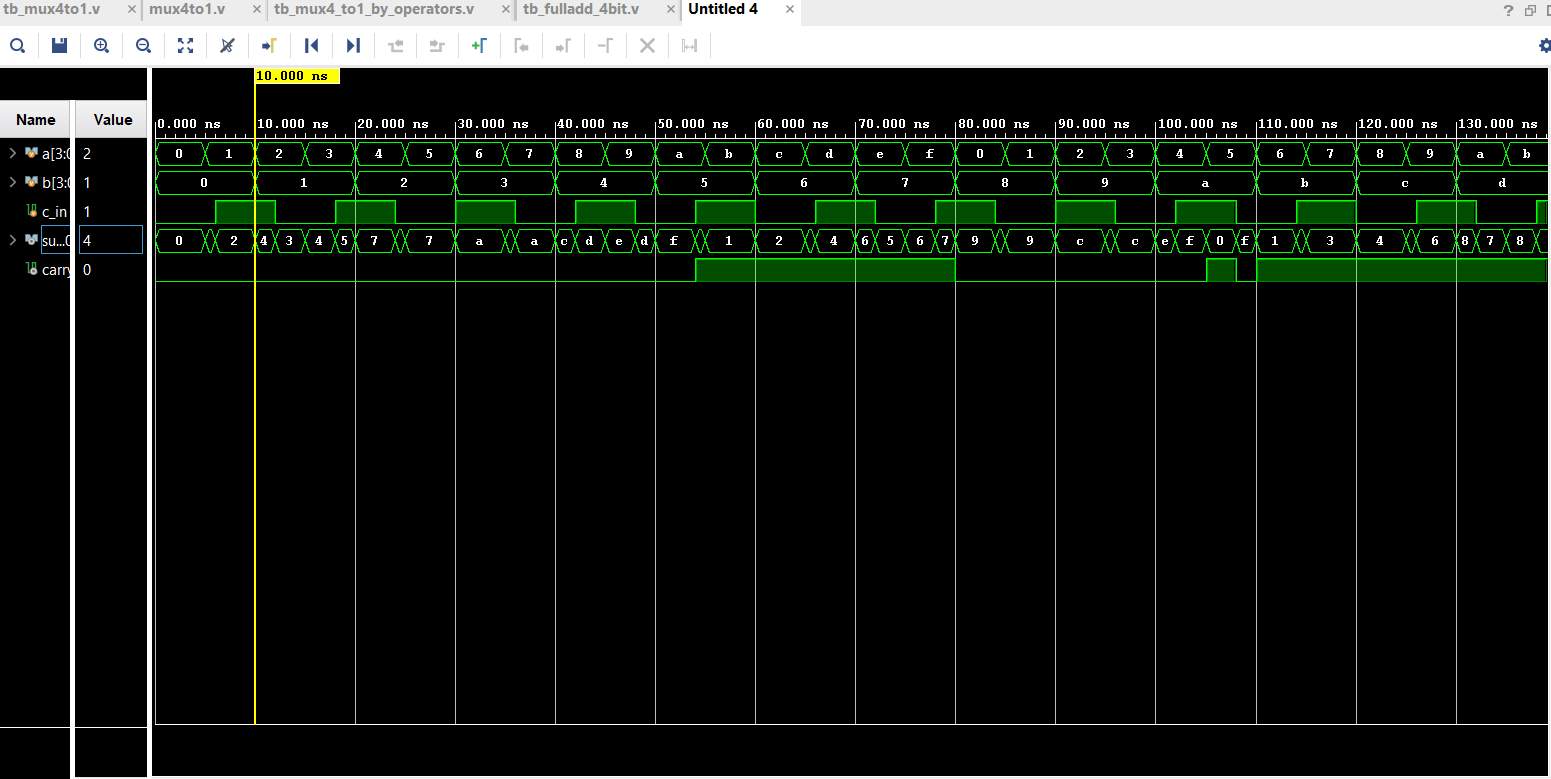 tb_mux4to1.v × mux4to1.v × tb_mux4_to1_by_operators.v × tb_fulladd_4bit.v × Untitled 4 ×
?
10.000 ns
Name Value 0.000 ns 10.000 ns 20.000 ns 30.000 ns 40.000 ns 50.000 ns 60.000 ns 70.000 ns 80.000 ns 90.000 ns 100.000 ns 110.000 ns 120.000 ns 130.000 ns
a[3:0 2 0 1 2 3 4 5 6 7 8 9 a b c d e f 0 1 2 3 4 5 6 7 8 9 a b
b[3:0 1 0 1 2 3 4 5 6 7 8 9 a b c d
c_in 1
su...0 4 0 2 4 3 4 5 7 7 a a c d e d f 1 2 4 6 5 6 7 9 9 c c e f 0 f 1 3 4 6 8 7 8
carry 0